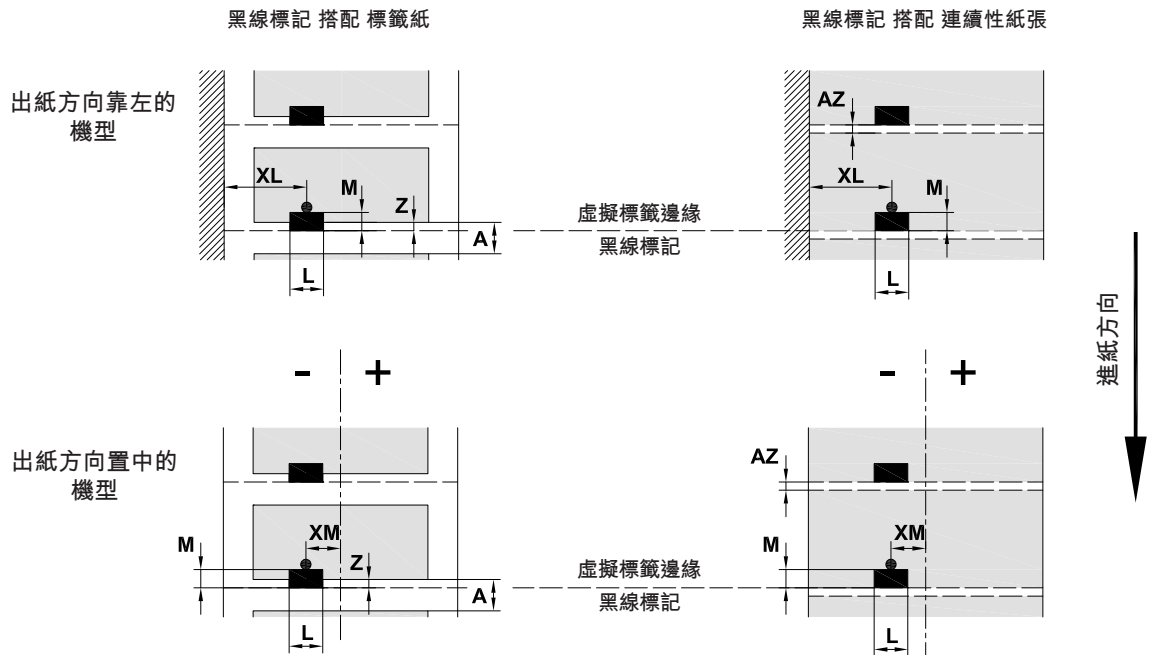 黑線標記 搭配 標籤紙
黑線標記 搭配 連續性紙張
出紙方向靠左的
機型
XL
M
Z
A
L
虛擬標籤邊緣
黑線標記
AZ
XL
M
L
進紙方向
- +
- +
出紙方向置中的
機型
M
XM
Z
A
L
虛擬標籤邊緣
黑線標記
AZ
XM
M
L